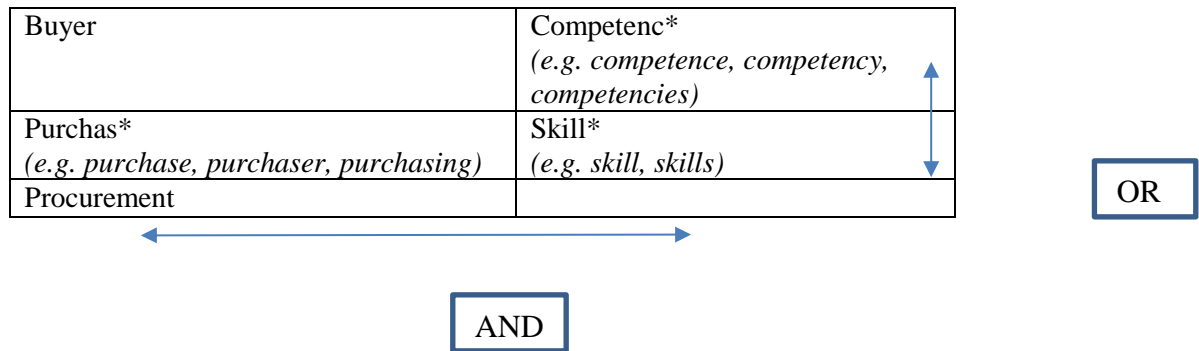 Buyer
Competenc*
(e.g. competence, competency,
competencies)
Purchas*
(e.g. purchase, purchaser, purchasing)
Skill*
(e.g. skill, skills)
Procurement
OR
AND